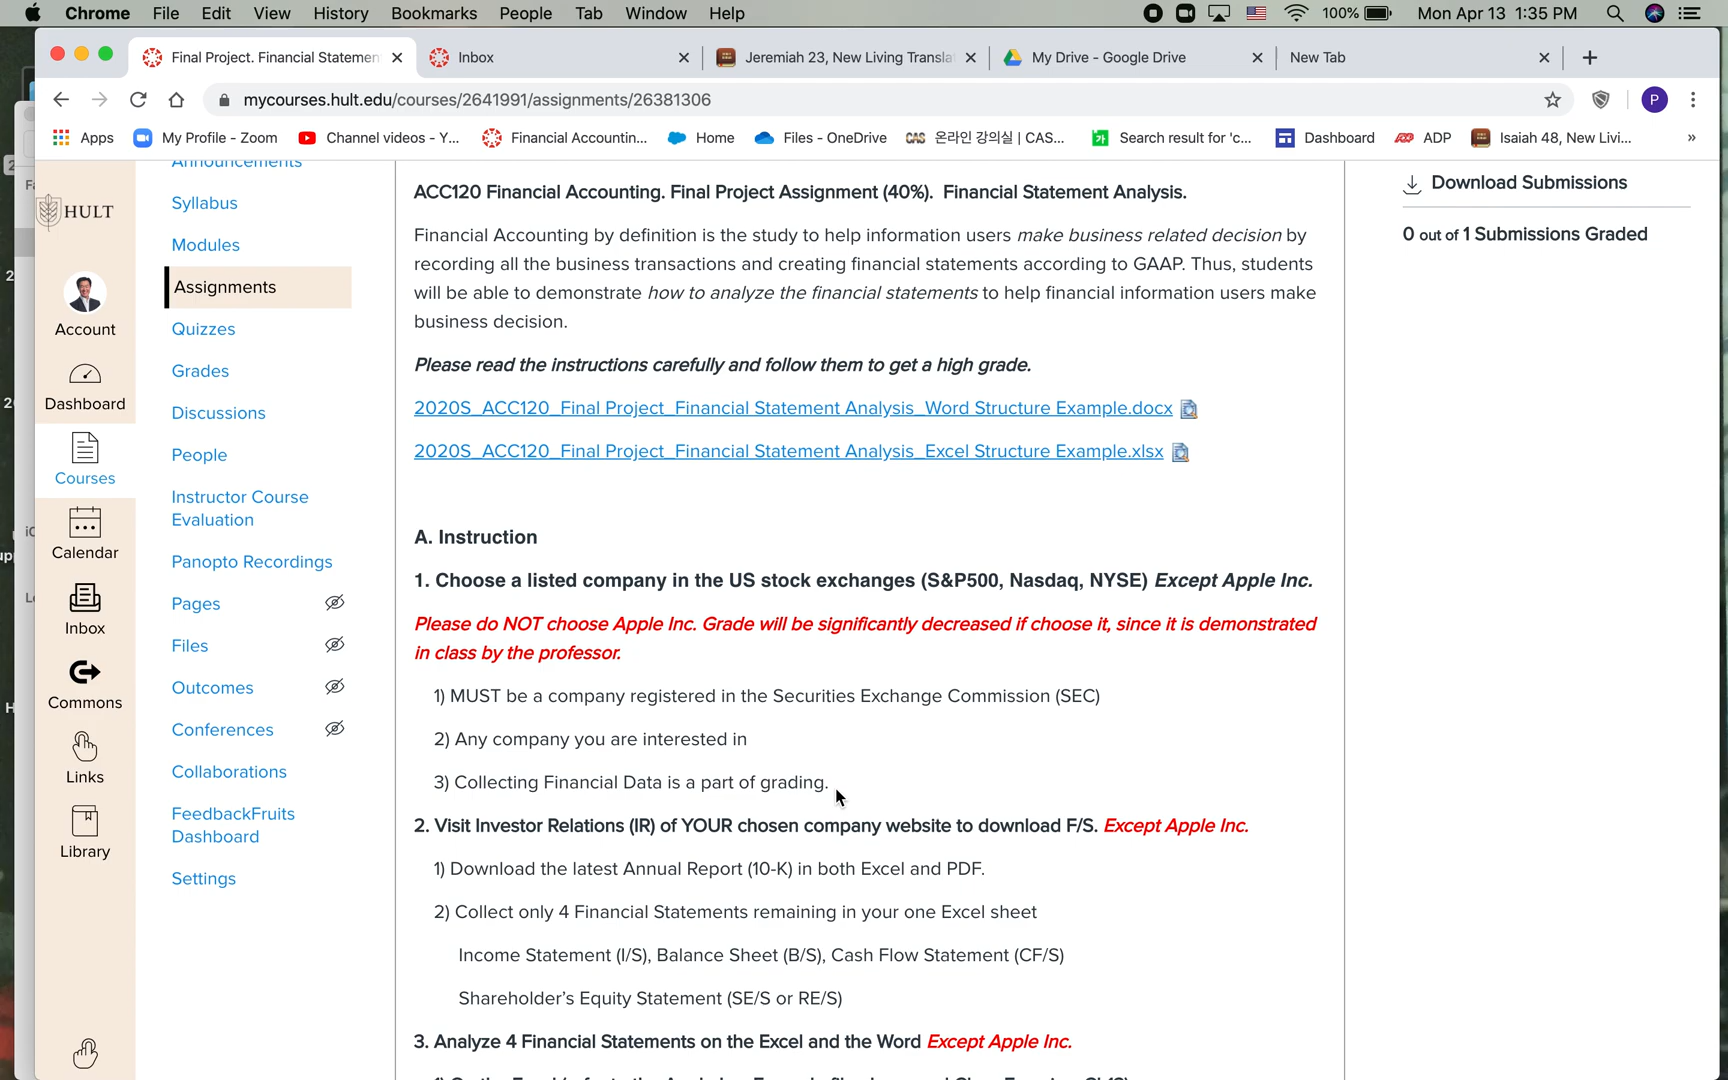 Chrome File Edit View History Bookmarks People Tab Window Help 100% Mon Apr 13 1:35 PM
Final Project. Financial Statemen Inbox Jeremiah 23, New Living Transla My Drive - Google Drive New Tab
mycourses.hult.edu/courses/2641991/assignments/26381306 P
Apps My Profile - Zoom Channel videos - Y... Financial Accountin... Home Files - OneDrive CAS 온라인 강의실 | CAS... Search result for 'c... Dashboard ADP Isaiah 48, New Livi... »
HULT
Account
Dashboard
Courses
Calendar
Inbox
Commons
Links
Library
Announcements
Syllabus
Modules
Assignments
Quizzes
Grades
Discussions
People
Instructor Course
Evaluation
Panopto Recordings
Pages
Files
Outcomes
Conferences
Collaborations
FeedbackFruits
Dashboard
Settings
ACC120 Financial Accounting. Final Project Assignment (40%). Financial Statement Analysis.
Financial Accounting by definition is the study to help information users make business related decision by
recording all the business transactions and creating financial statements according to GAAP. Thus, students
will be able to demonstrate how to analyze the financial statements to help financial information users make
business decision.
Please read the instructions carefully and follow them to get a high grade.
2020S_ACC120_Final Project_Financial Statement Analysis_Word Structure Example.docx
2020S_ACC120_Final Project_Financial Statement Analysis_Excel Structure Example.xlsx
A. Instruction
1. Choose a listed company in the US stock exchanges (S&P500, Nasdaq, NYSE) Except Apple Inc.
Please do NOT choose Apple Inc. Grade will be significantly decreased if choose it, since it is demonstrated
in class by the professor.
1) MUST be a company registered in the Securities Exchange Commission (SEC)
2) Any company you are interested in
3) Collecting Financial Data is a part of grading.
2. Visit Investor Relations (IR) of YOUR chosen company website to download F/S. Except Apple Inc.
1) Download the latest Annual Report (10-K) in both Excel and PDF.
2) Collect only 4 Financial Statements remaining in your one Excel sheet
Income Statement (I/S), Balance Sheet (B/S), Cash Flow Statement (CF/S)
Shareholder's Equity Statement (SE/S or RE/S)
3. Analyze 4 Financial Statements on the Excel and the Word Except Apple Inc.
Download Submissions
0 out of 1 Submissions Graded